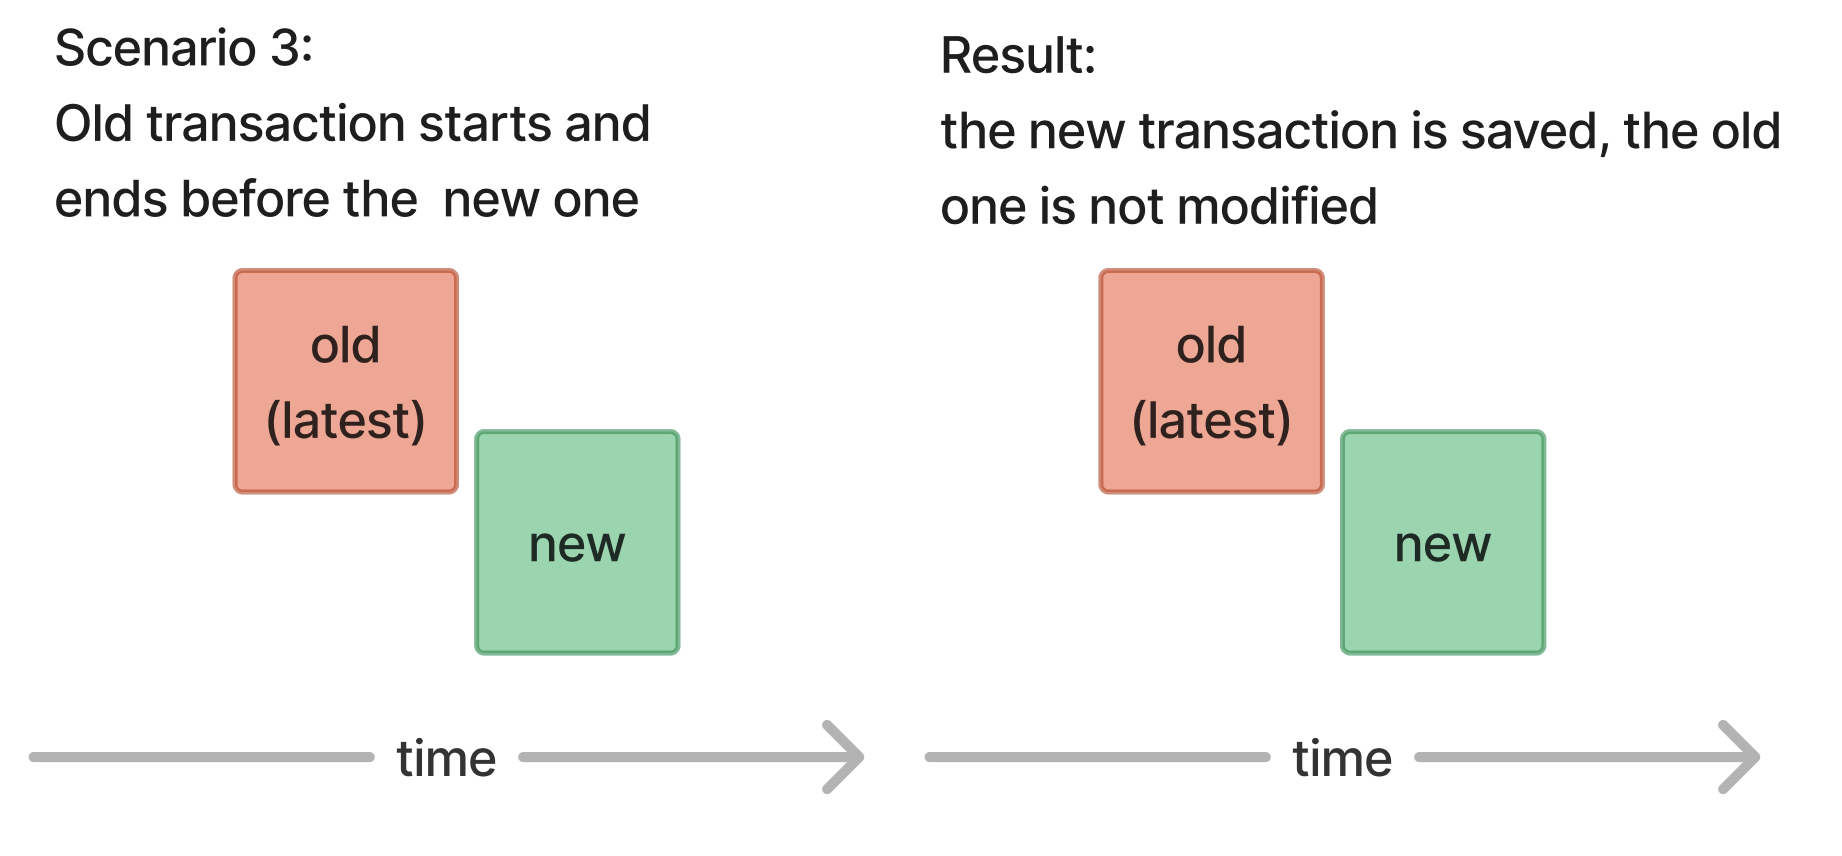 Scenario 3:
Old transaction starts and
ends before the  new one
old
(latest)
new
time
Result:
the new transaction is saved, the old
one is not modified
old
(latest)
new
time